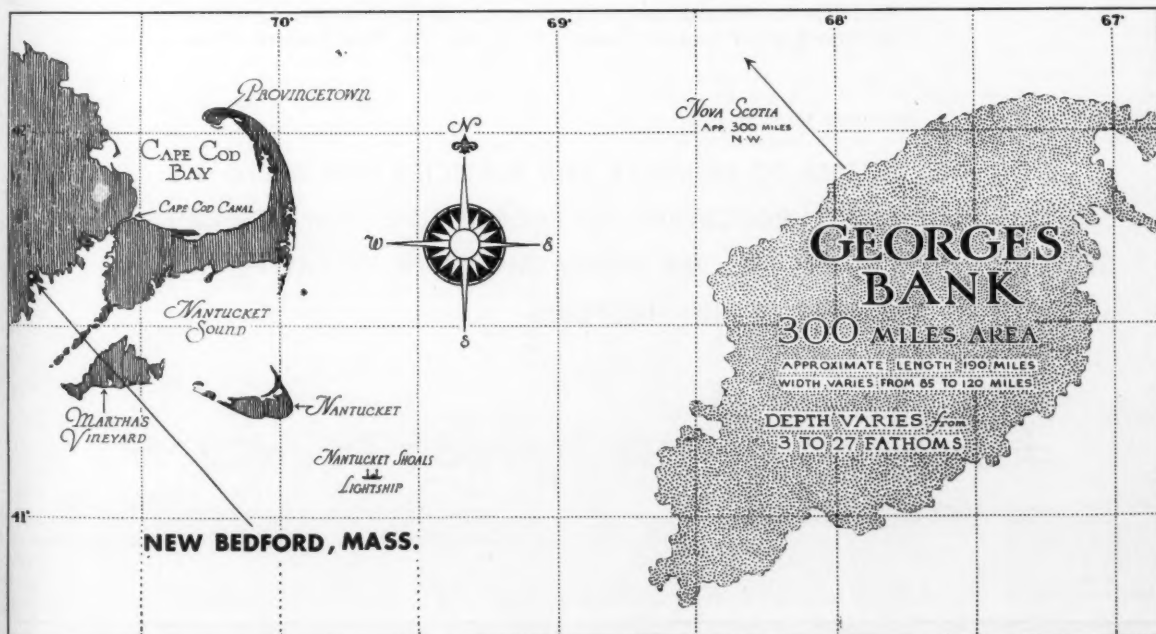 70°
69°
68°
67°
PROVINCETOWN
NOVA SCOTIA
APP. 300 MILES
N-W
CAPE COD
BAY
CAPE COD CANAL
N
W
E
S
GEORGES
BANK
300 MILES AREA
APPROXIMATE LENGTH 190 MILES
WIDTH VARIES FROM 85 TO 120 MILES
DEPTH VARIES from
3 TO 27 FATHOMS
NANTUCKET
SOUND
MARTHA'S
VINEYARD
NANTUCKET
NANTUCKET SHOALS
LIGHTSHIP
41°
NEW BEDFORD, MASS.